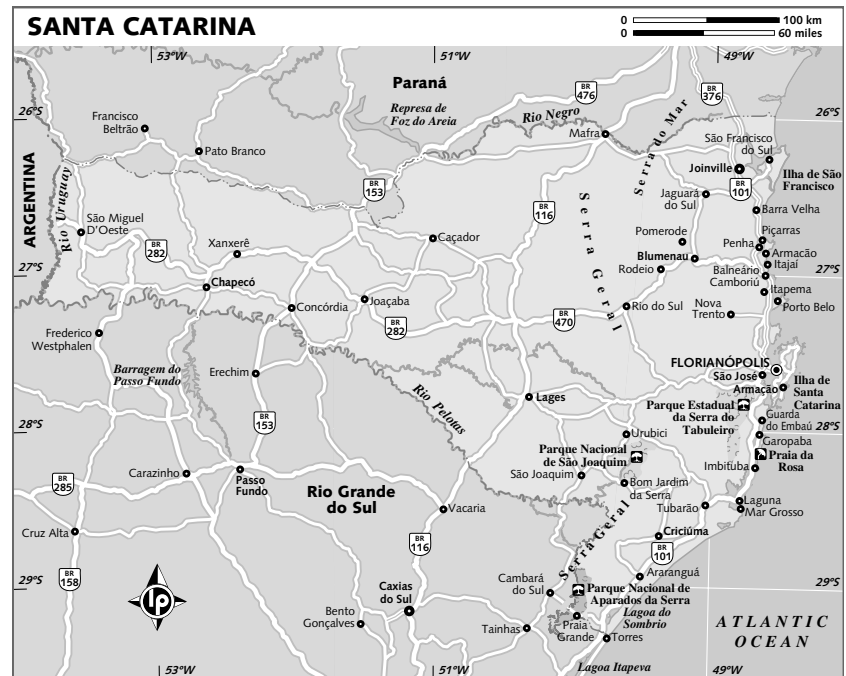 SANTA CATARINA
0 100 km
0 60 miles
53°W
51°W
49°W
Paraná
BR
476
BR
376
Represa de
Foz do Areia
Rio Negro
26°S
26°S
Francisco
Beltrão
Mafra
Serra do Mar
São Francisco
do Sul
Pato Branco
Joinville
Ilha de São
Francisco
ARGENTINA
Rio Uruguay
BR
153
BR
101
Jaguará
do Sul
Barra Velha
São Miguel
D'Oeste
BR
116
Serra Geral
Pomerode
Piçarras
Penha
Caçador
Xanxerê
BR
282
Armacão
Itajaí
Blumenau
Rodeio
27°S
27°S
Balneário
Camboriú
Chapecó
Itapema
Concórdia
Joaçaba
Porto Belo
Rio do Sul
Nova
Trento
BR
470
BR
282
Frederico
Westphalen
FLORIANÓPOLIS
São José
Barragem do
Passo Fundo
Erechim
Armação
Ilha de
Santa
Catarina
Rio Pelotas
Lages
Parque Estadual
da Serra do
Tabuleiro
Guarda
do Embaú
BR
153
28°S
28°S
Urubici
Garopaba
Parque Nacional
de São Joaquim
Praia da
Rosa
Carazinho
Passo
Fundo
São Joaquim
Imbituba
BR
285
Rio Grande
do Sul
Bom Jardim
da Serra
Vacaria
Tubarão
Laguna
Mar Grosso
Cruz Alta
BR
116
Serra Geral
Criciúma
BR
101
BR
158
Araranguá
29°S
29°S
lp
Caxias
do Sul
Cambará
do Sul
Parque Nacional de
Aparados da Serra
Lagoa do
Sombrio
Bento
Gonçalves
Tainhas
Praia
Grande
Torres
ATLANTIC
OCEAN
Lagoa Itapeva
53°W
51°W
49°W